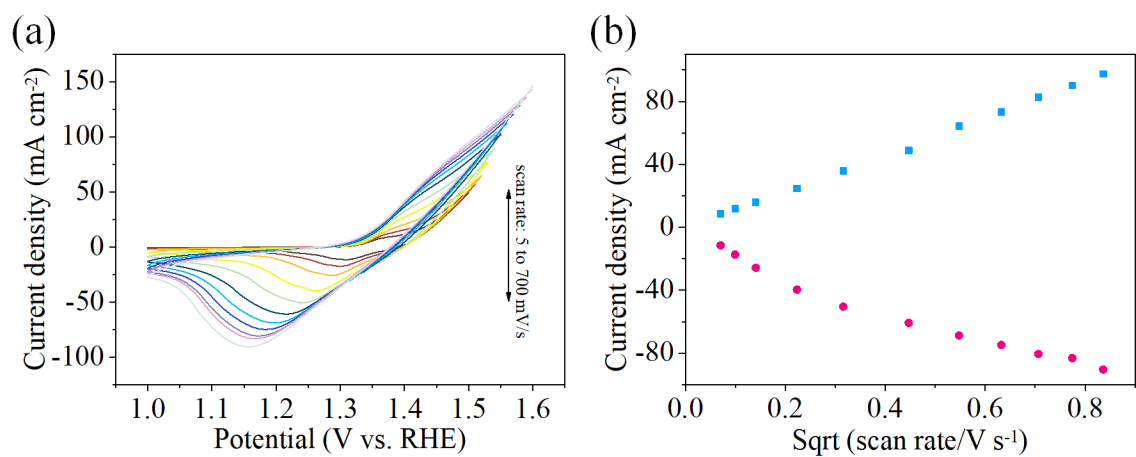 (a)
Current density (mA cm-2)
150
100
50
0
-50
-100
1.0 1.1 1.2 1.3 1.4 1.5 1.6
Potential (V vs. RHE)
scan rate: 5 to 700 mV/s
(b)
Current density (mA cm-2)
80
40
0
-40
-80
0.0 0.2 0.4 0.6 0.8
Sqrt (scan rate/V s-1)